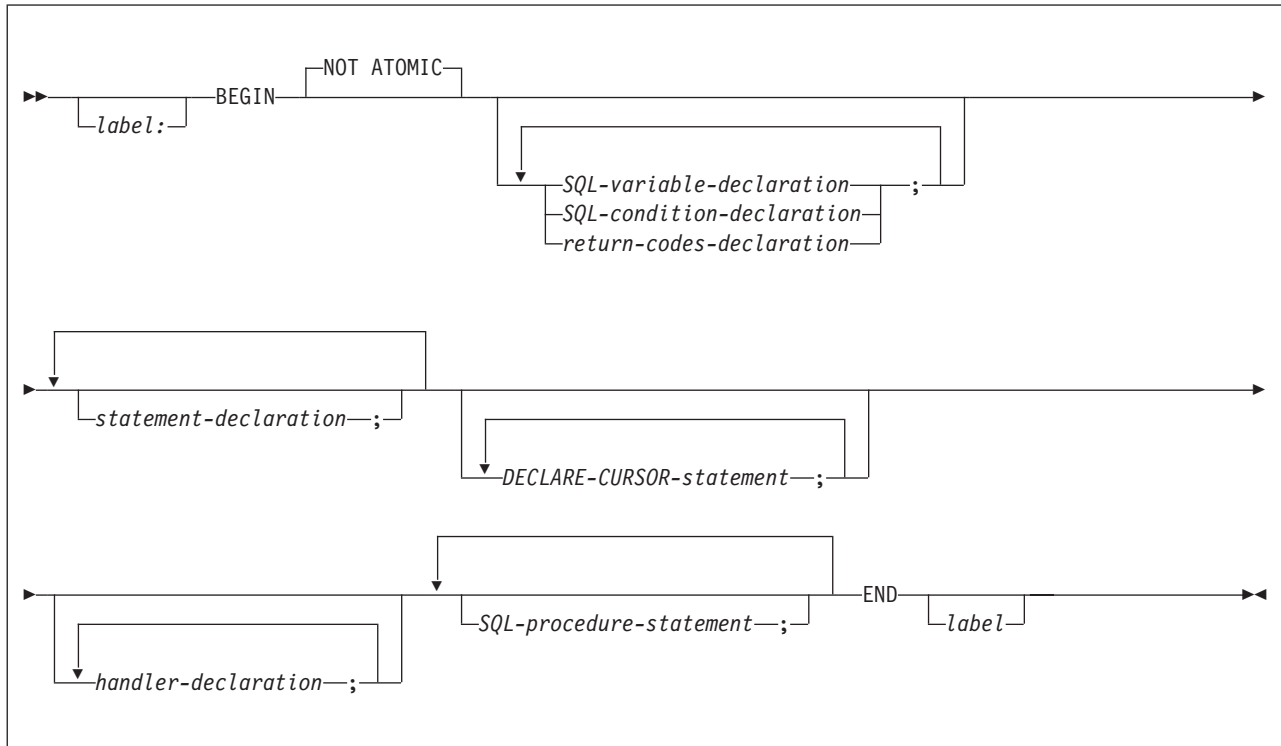 NOT ATOMIC
BEGIN
label:
SQL-variable-declaration ;
SQL-condition-declaration
return-codes-declaration
statement-declaration ;
DECLARE-CURSOR-statement ;
handler-declaration ;
SQL-procedure-statement ;
END
label